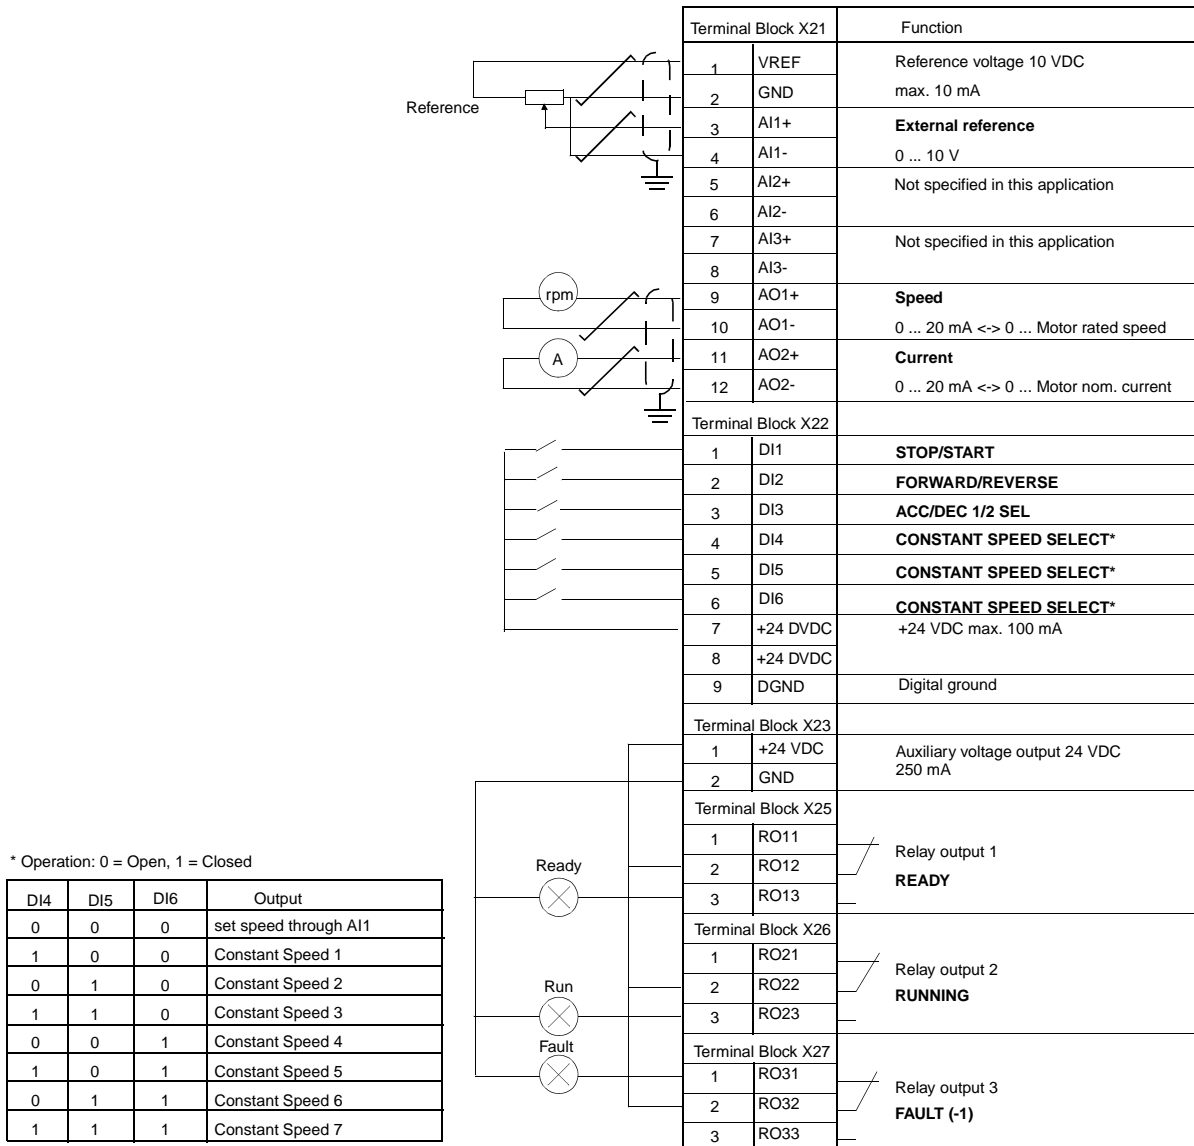 Terminal Block X21 Function
1 VREF Reference voltage 10 VDC
2 GND max. 10 mA
Reference
3 AI1+ External reference
4 AI1- 0 ... 10 V
5 AI2+ Not specified in this application
6 AI2-
7 AI3+ Not specified in this application
8 AI3-
rpm
9 AO1+ Speed
10 AO1- 0 ... 20 mA <-> 0 ... Motor rated speed
A
11 AO2+ Current
12 AO2- 0 ... 20 mA <-> 0 ... Motor nom. current
Terminal Block X22
1 DI1 STOP/START
2 DI2 FORWARD/REVERSE
3 DI3 ACC/DEC 1/2 SEL
4 DI4 CONSTANT SPEED SELECT*
5 DI5 CONSTANT SPEED SELECT*
6 DI6 CONSTANT SPEED SELECT*
7 +24 DVDC +24 VDC max. 100 mA
8 +24 DVDC
9 DGND Digital ground
Terminal Block X23
1 +24 VDC Auxiliary voltage output 24 VDC
2 GND 250 mA
Terminal Block X25
1 RO11 Relay output 1
2 RO12 READY
3 RO13
Ready
Terminal Block X26
1 RO21 Relay output 2
2 RO22 RUNNING
3 RO23
Run
Fault
Terminal Block X27
1 RO31 Relay output 3
2 RO32 FAULT (-1)
3 RO33
* Operation: 0 = Open, 1 = Closed
DI4 DI5 DI6 Output
0 0 0 set speed through AI1
1 0 0 Constant Speed 1
0 1 0 Constant Speed 2
1 1 0 Constant Speed 3
0 0 1 Constant Speed 4
1 0 1 Constant Speed 5
0 1 1 Constant Speed 6
1 1 1 Constant Speed 7